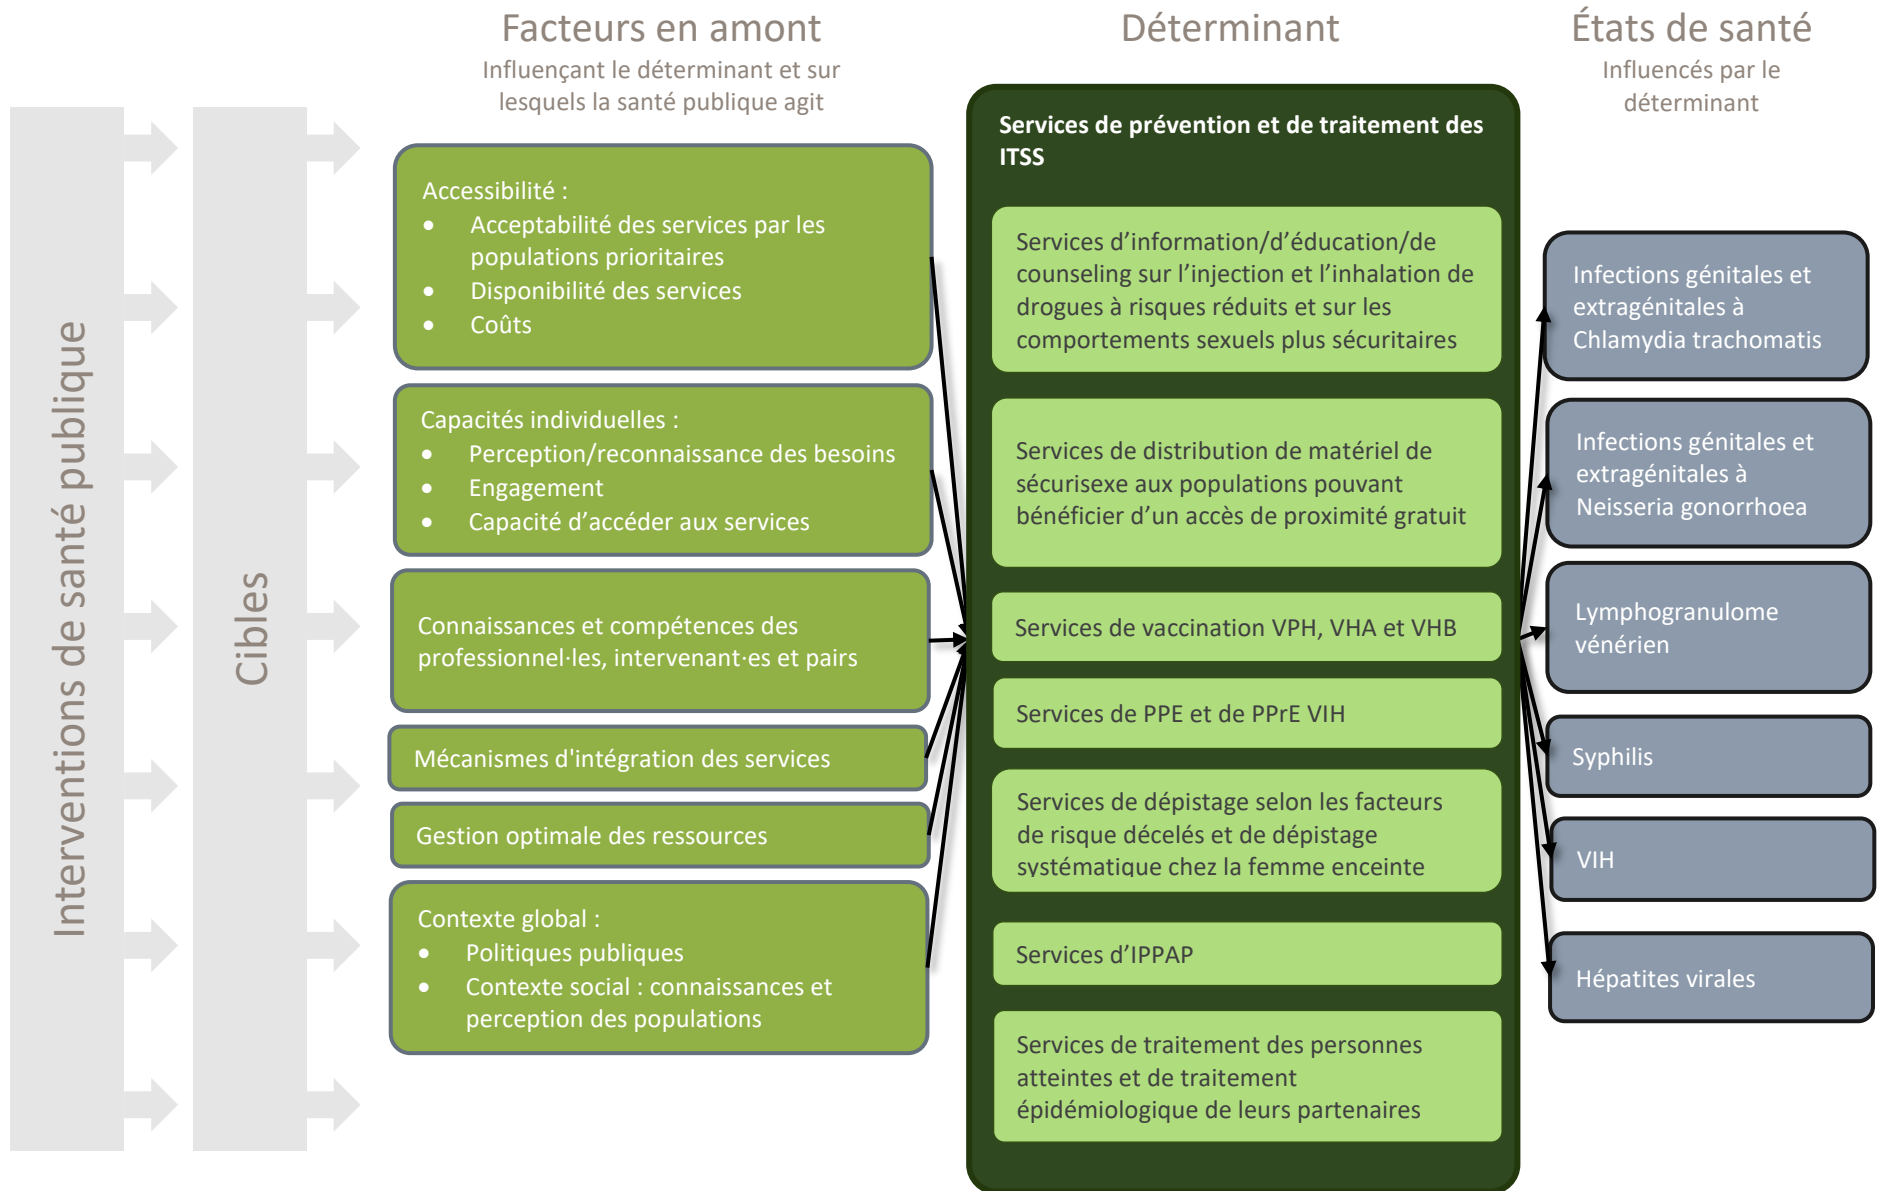 Facteurs en amont
Influençant le déterminant et sur
lesquels la santé publique agit
Déterminant
États de santé
Influencés par le
déterminant
Interventions de santé publique
Cibles
Accessibilité :
• Acceptabilité des services par les
populations prioritaires
• Disponibilité des services
• Coûts
Capacités individuelles :
• Perception/reconnaissance des besoins
• Engagement
• Capacité d’accéder aux services
Connaissances et compétences des
professionnel·les, intervenant·es et pairs
Mécanismes d'intégration des services
Gestion optimale des ressources
Contexte global :
• Politiques publiques
• Contexte social : connaissances et
perception des populations
Services de prévention et de traitement des
ITSS
Services d’information/d’éducation/de
counseling sur l’injection et l’inhalation de
drogues à risques réduits et sur les
comportements sexuels plus sécuritaires
Services de distribution de matériel de
sécurisexe aux populations pouvant
bénéficier d’un accès de proximité gratuit
Services de vaccination VPH, VHA et VHB
Services de PPE et de PPrE VIH
Services de dépistage selon les facteurs
de risque décelés et de dépistage
systématique chez la femme enceinte
Services d’IPPAP
Services de traitement des personnes
atteintes et de traitement
épidémiologique de leurs partenaires
Infections génitales et
extragénitales à
Chlamydia trachomatis
Infections génitales et
extragénitales à
Neisseria gonorrhoea
Lymphogranulome
vénérien
Syphilis
VIH
Hépatites virales